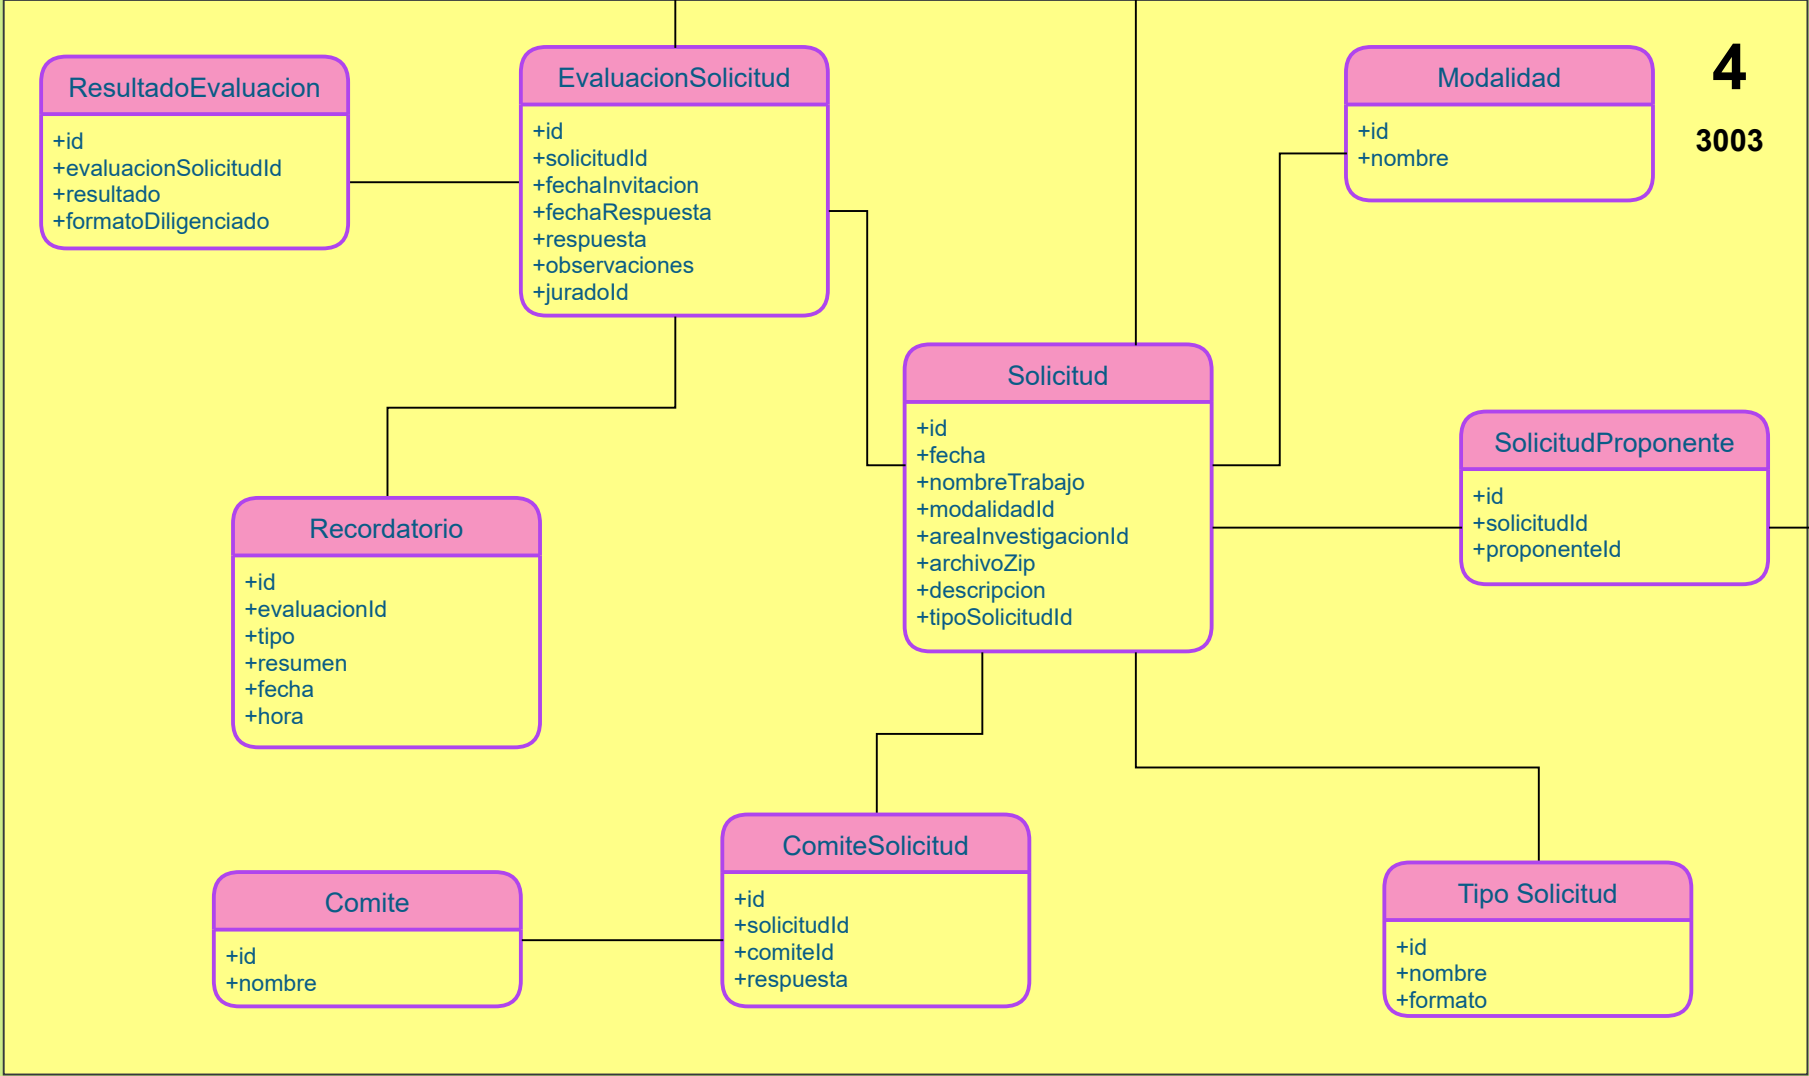 ResultadoEvaluacion
+id
+evaluacionSolicitudId
+resultado
+formatoDiligenciado
EvaluacionSolicitud
+id
+solicitudId
+fechaInvitacion
+fechaRespuesta
+respuesta
+observaciones
+juradoId
Modalidad
+id
+nombre
4
3003
Solicitud
+id
+fecha
+nombreTrabajo
+modalidadId
+areaInvestigacionId
+archivoZip
+descripcion
+tipoSolicitudId
SolicitudProponente
+id
+solicitudId
+proponenteId
Recordatorio
+id
+evaluacionId
+tipo
+resumen
+fecha
+hora
ComiteSolicitud
+id
+solicitudId
+comiteId
+respuesta
Comite
+id
+nombre
Tipo Solicitud
+id
+nombre
+formato